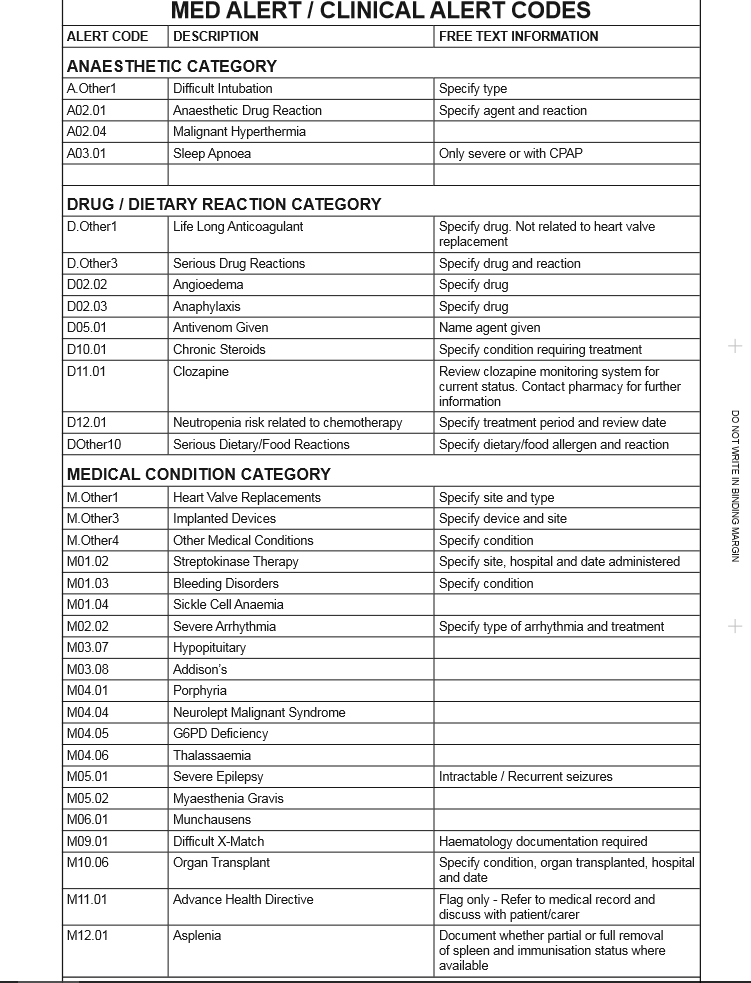 MED ALERT / CLINICAL ALERT CODES
ALERT CODE DESCRIPTION FREE TEXT INFORMATION
ANAESTHETIC CATEGORY
A.Other1 Difficult Intubation Specify type
A02.01 Anaesthetic Drug Reaction Specify agent and reaction
A02.04 Malignant Hyperthermia
A03.01 Sleep Apnoea Only severe or with CPAP
DRUG / DIETARY REACTION CATEGORY
D.Other1 Life Long Anticoagulant Specify drug. Not related to heart valve
replacement
D.Other3 Serious Drug Reactions Specify drug and reaction
D02.02 Angioedema Specify drug
D02.03 Anaphylaxis Specify drug
D05.01 Antivenom Given Name agent given
D10.01 Chronic Steroids Specify condition requiring treatment
D11.01 Clozapine Review clozapine monitoring system for
current status. Contact pharmacy for further
information
D12.01 Neutropenia risk related to chemotherapy Specify treatment period and review date
DOther10 Serious Dietary/Food Reactions Specify dietary/food allergen and reaction
MEDICAL CONDITION CATEGORY
M.Other1 Heart Valve Replacements Specify site and type
M.Other3 Implanted Devices Specify device and site
M.Other4 Other Medical Conditions Specify condition
M01.02 Streptokinase Therapy Specify site, hospital and date administered
M01.03 Bleeding Disorders Specify condition
M01.04 Sickle Cell Anaemia
M02.02 Severe Arrhythmia Specify type of arrhythmia and treatment
M03.07 Hypopituitary
M03.08 Addison's
M04.01 Porphyria
M04.04 Neurolept Malignant Syndrome
M04.05 G6PD Deficiency
M04.06 Thalassaemia
M05.01 Severe Epilepsy Intractable / Recurrent seizures
M05.02 Myaesthenia Gravis
M06.01 Munchausens
M09.01 Difficult X-Match Haematology documentation required
M10.06 Organ Transplant Specify condition, organ transplanted, hospital
and date
M11.01 Advance Health Directive Flag only - Refer to medical record and
discuss with patient/carer
M12.01 Asplenia Document whether partial or full removal
of spleen and immunisation status where
available
DO NOT WRITE IN BINDING MARGIN